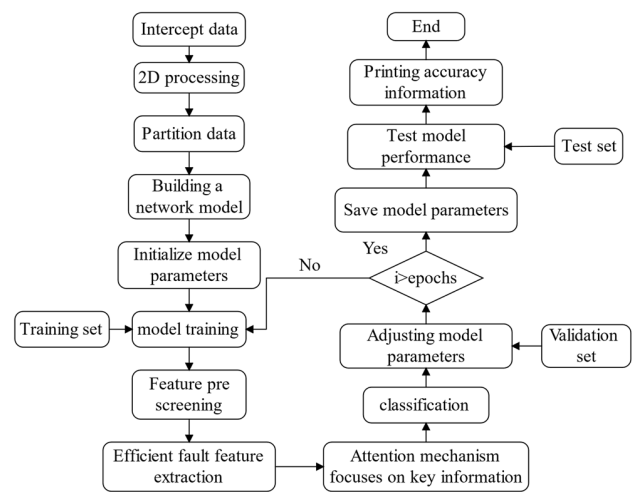 Intercept data
2D processing
Partition data
Building a
network model
Initialize model
parameters
Training set
model training
Feature pre
screening
Efficient fault feature
extraction
Attention mechanism
focuses on key information
classification
Adjusting model
parameters
Validation
set
i>epochs
No
Yes
Save model parameters
Test model
performance
Test set
Printing accuracy
information
End